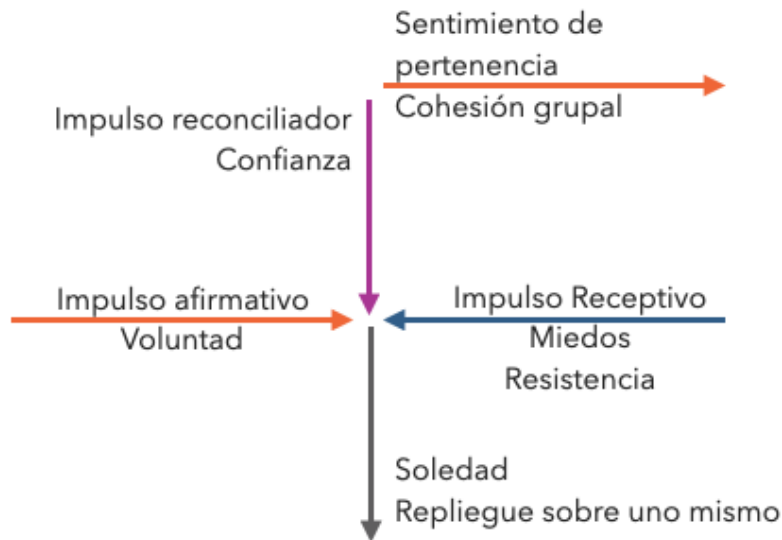 Sentimiento de
pertenencia
Cohesión grupal
Impulso reconciliador
Confianza
Impulso afirmativo
Voluntad
Impulso Receptivo
Miedos
Resistencia
Soledad
Repliegue sobre uno mismo